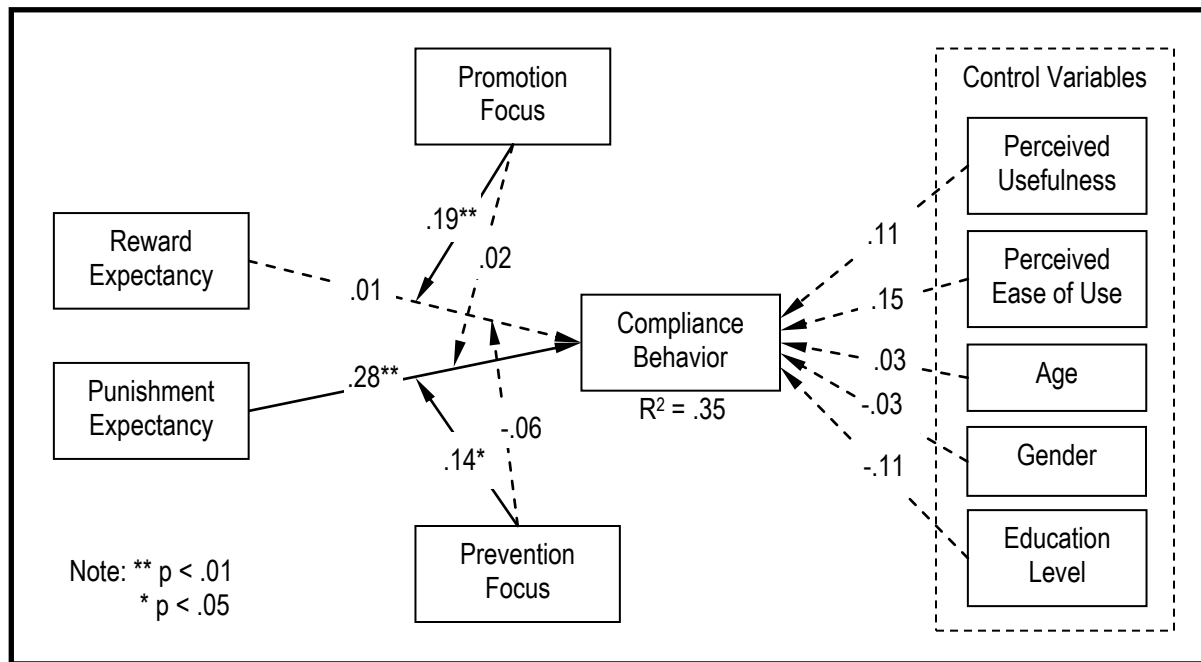 Promotion
Focus
Control Variables
Perceived
Usefulness
.19**
.02
.11
Reward
Expectancy
.01
Perceived
Ease of Use
.15
Compliance
Behavior
R² = .35
Punishment
Expectancy
.28**
.03
Age
-.03
Gender
-.06
.14*
-.11
Education
Level
Prevention
Focus
Note: ** p < .01
* p < .05